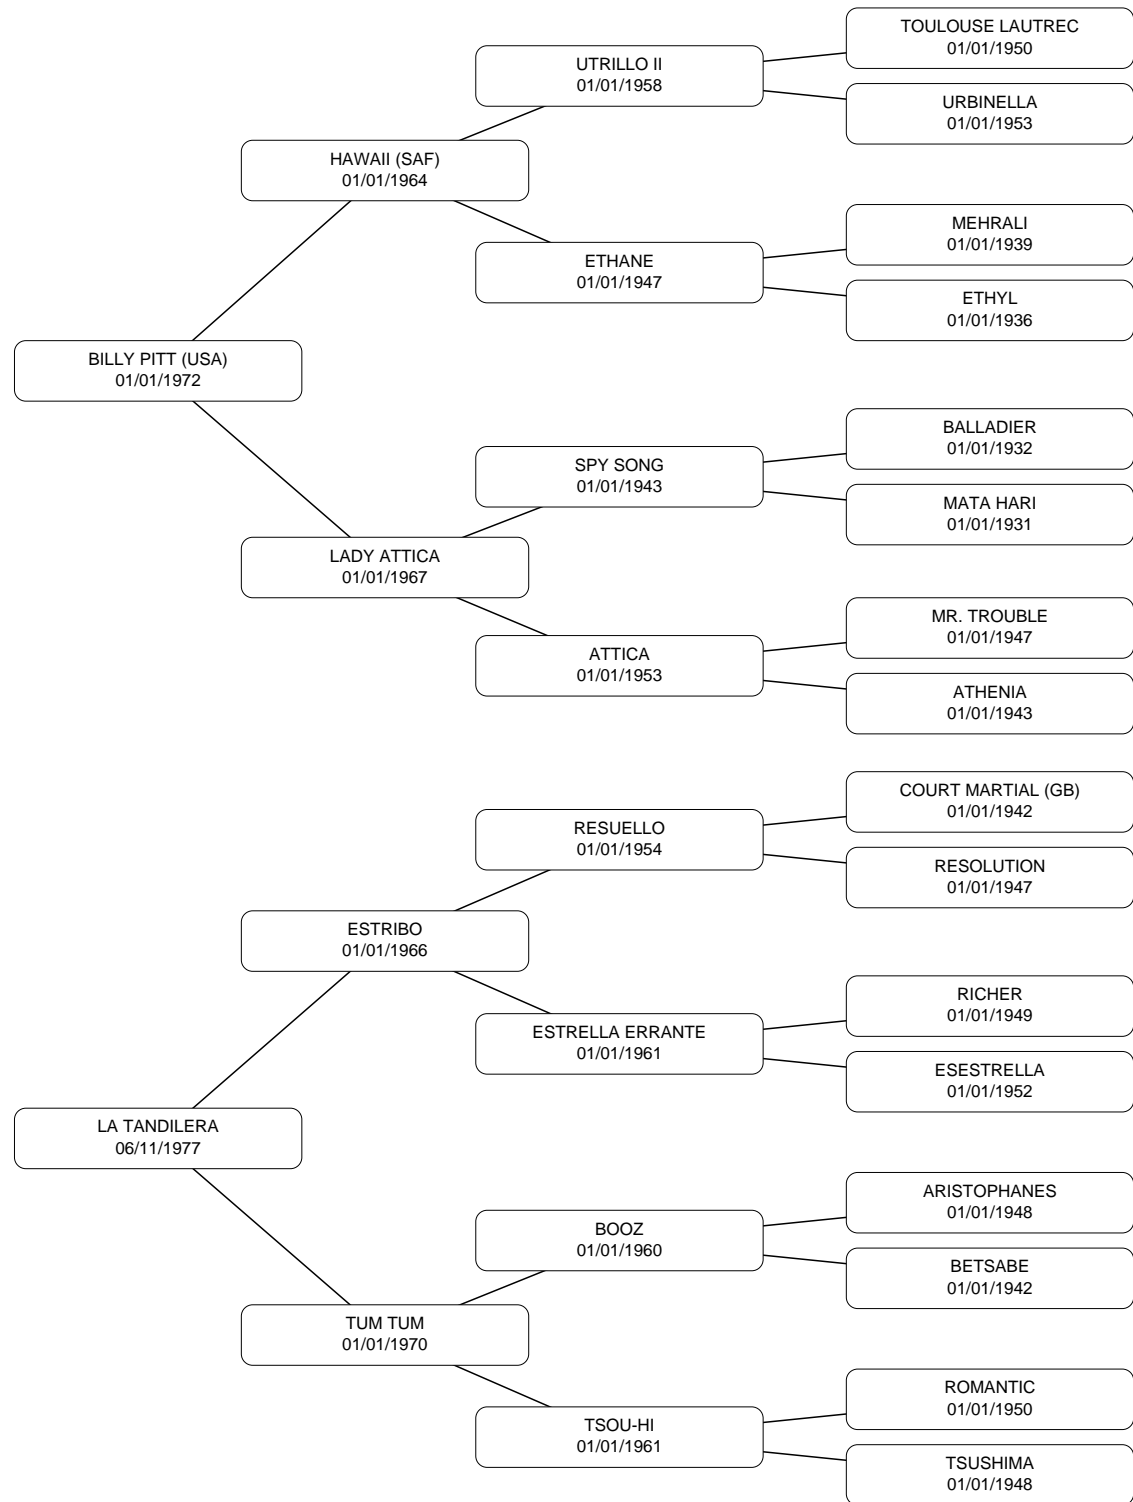 TOULOUSE LAUTREC
01/01/1950
UTRILLO II
01/01/1958
URBINELLA
01/01/1953
HAWAII (SAF)
01/01/1964
MEHRALI
01/01/1939
ETHANE
01/01/1947
ETHYL
01/01/1936
BILLY PITT (USA)
01/01/1972
BALLADIER
01/01/1932
SPY SONG
01/01/1943
MATA HARI
01/01/1931
LADY ATTICA
01/01/1967
MR. TROUBLE
01/01/1947
ATTICA
01/01/1953
ATHENIA
01/01/1943
COURT MARTIAL (GB)
01/01/1942
RESUELLO
01/01/1954
RESOLUTION
01/01/1947
ESTRIBO
01/01/1966
RICHER
01/01/1949
ESTRELLA ERRANTE
01/01/1961
ESESTRELLA
01/01/1952
LA TANDILERA
06/11/1977
ARISTOPHANES
01/01/1948
BOOZ
01/01/1960
BETSABE
01/01/1942
TUM TUM
01/01/1970
ROMANTIC
01/01/1950
TSOU-HI
01/01/1961
TSUSHIMA
01/01/1948